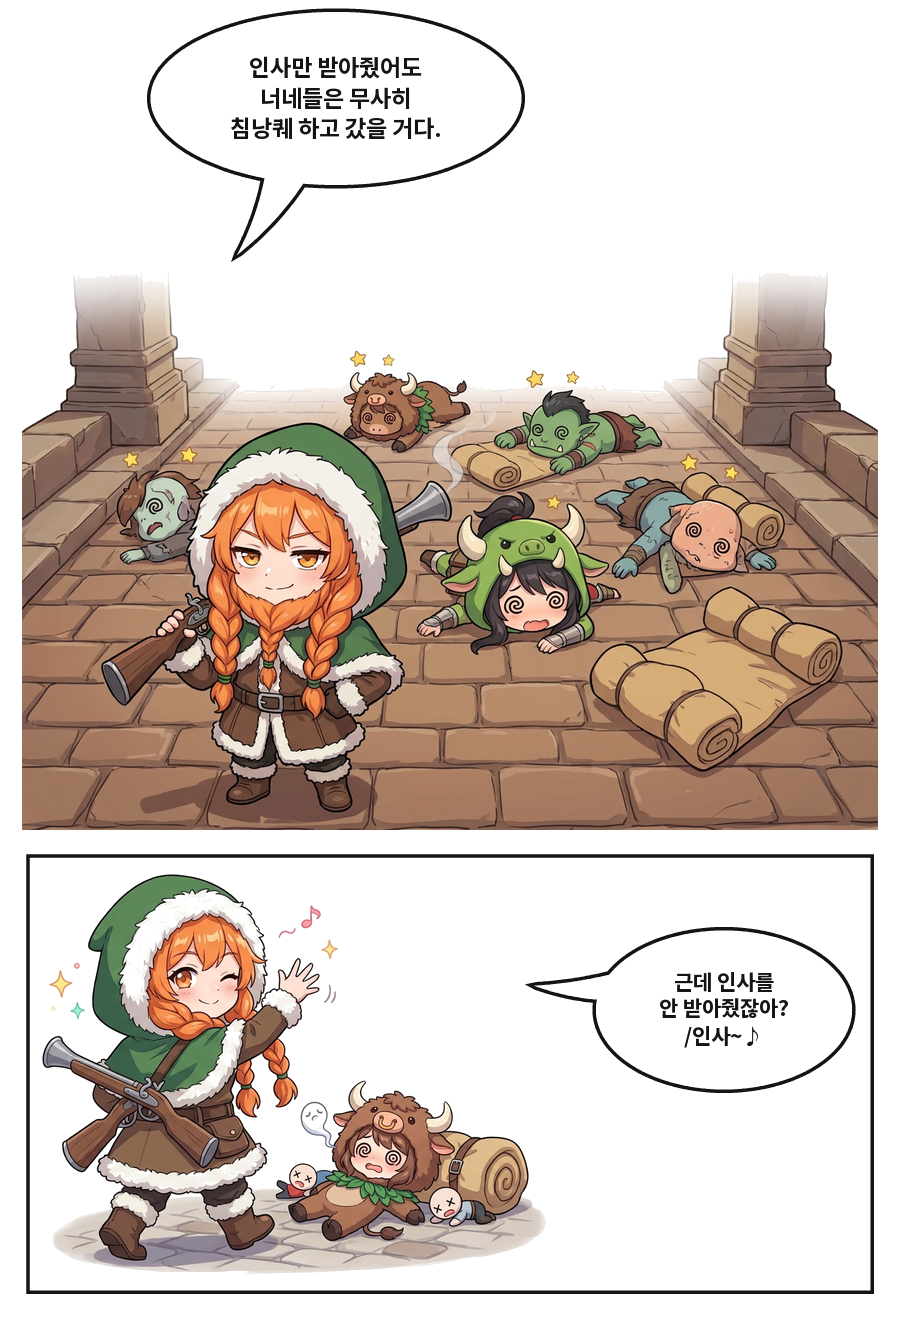 인사만 받아줬어도
너네들은 무사히
침낭퀘 하고 갔을 거다.
근데 인사를
안 받아줬잖아?
/인사~♪